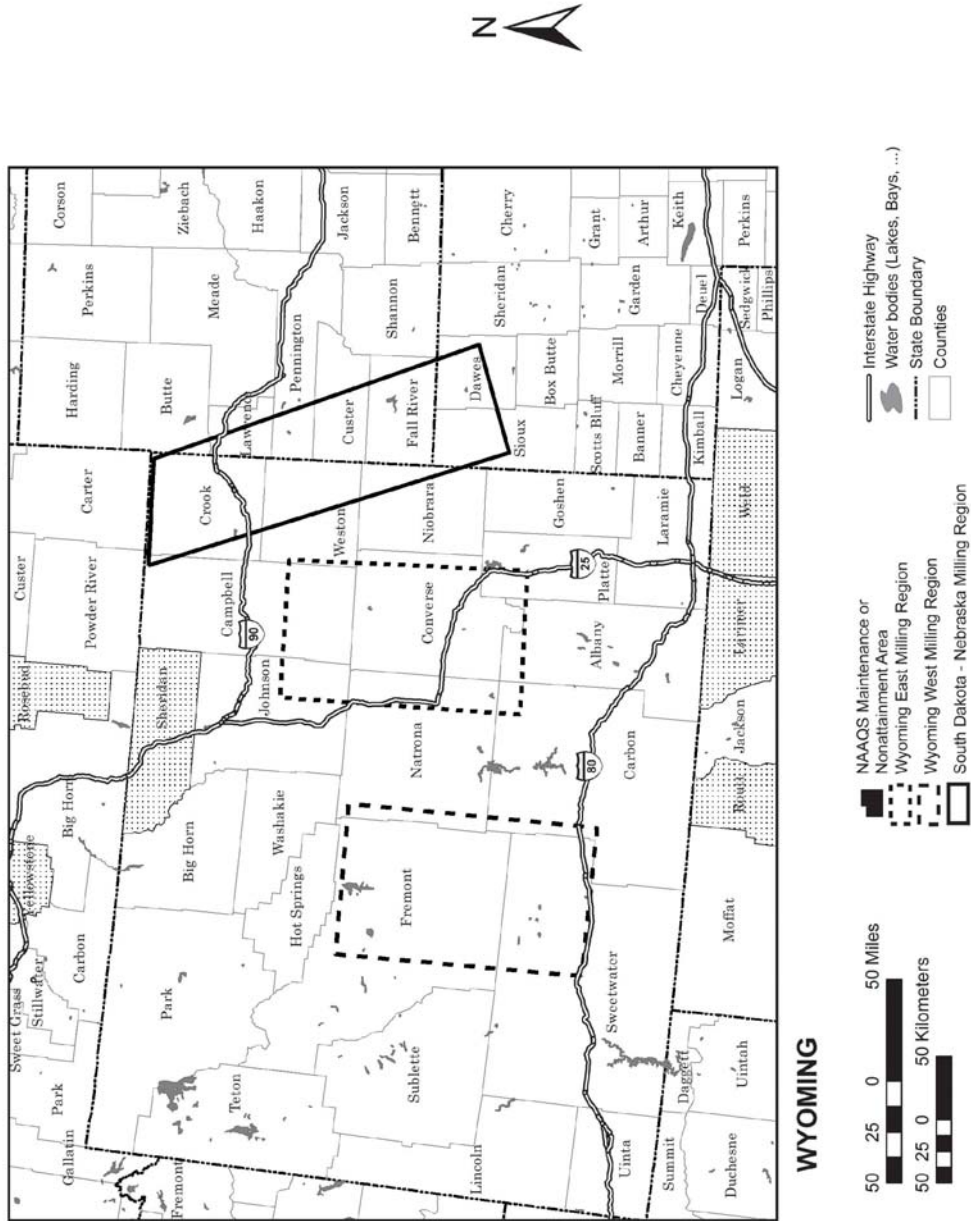 N
Gallatin
Park
Sweet Grass
Stillwater
Carbon
Yellowstone
Big Horn
Rosebud
Powder River
Custer
Carter
Harding
Perkins
Corson
Butte
Meade
Ziebach
Haakon
Fremont
Teton
Park
Big Horn
Sheridan
Johnson
Campbell
90
Crook
Lawrence
Pennington
Jackson
Hot Springs
Washakie
Weston
Custer
Shannon
Bennett
Lincoln
Sublette
Fremont
Natrona
Converse
Niobrara
Fall River
Dawes
Sheridan
Cherry
Sioux
Box Butte
Grant
Uinta
Sweetwater
Carbon
Albany
25
Platte
Goshen
Scotts Bluff
Morrill
Garden
Arthur
80
Laramie
Banner
Kimball
Cheyenne
Deuel
Keith
Summit
Daggett
Duchesne
Uintah
Moffat
Routt
Jackson
Larimer
Weld
Logan
Sedgwick
Phillips
Perkins
WYOMING
50 25 0 50 Miles
50 25 0 50 Kilometers
NAAQS Maintenance or
Nonattainment Area
Wyoming East Milling Region
Wyoming West Milling Region
South Dakota - Nebraska Milling Region
Interstate Highway
Water bodies (Lakes, Bays, ...)
State Boundary
Counties